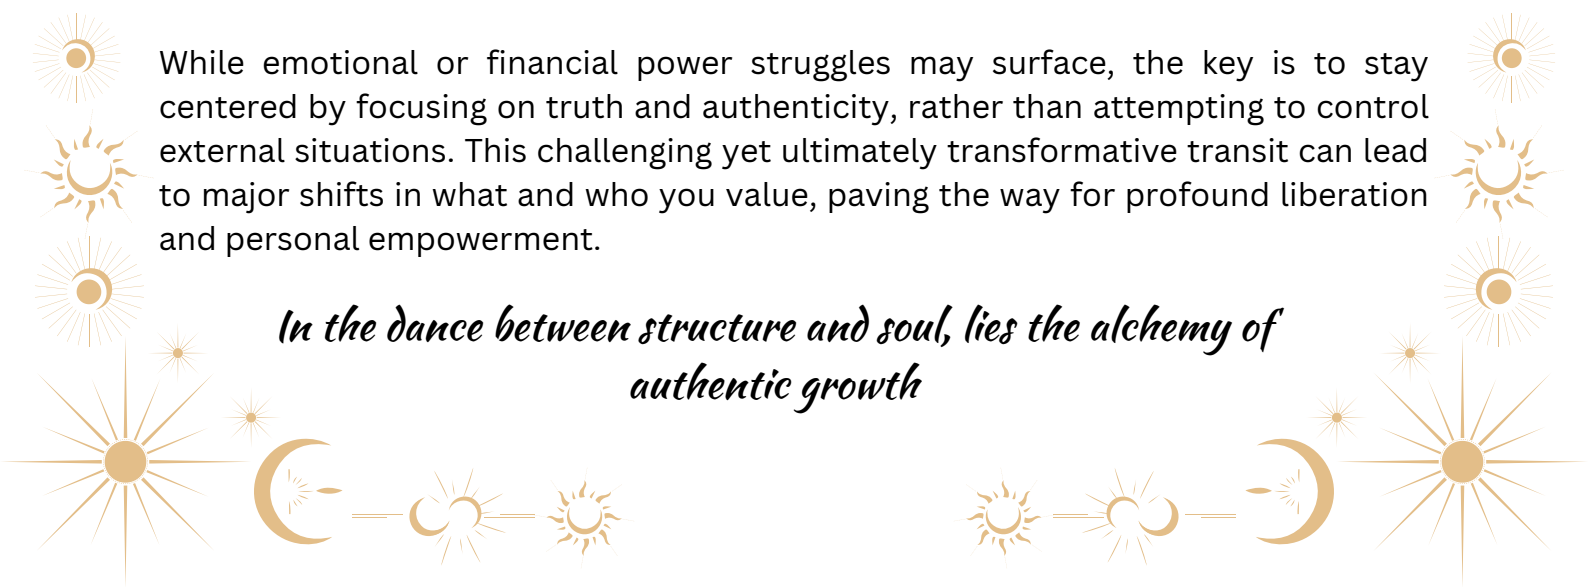 While emotional or financial power struggles may surface, the key is to stay
centered by focusing on truth and authenticity, rather than attempting to control
external situations. This challenging yet ultimately transformative transit can lead
to major shifts in what and who you value, paving the way for profound liberation
and personal empowerment.
In the dance between structure and soul, lies the alchemy of
authentic growth